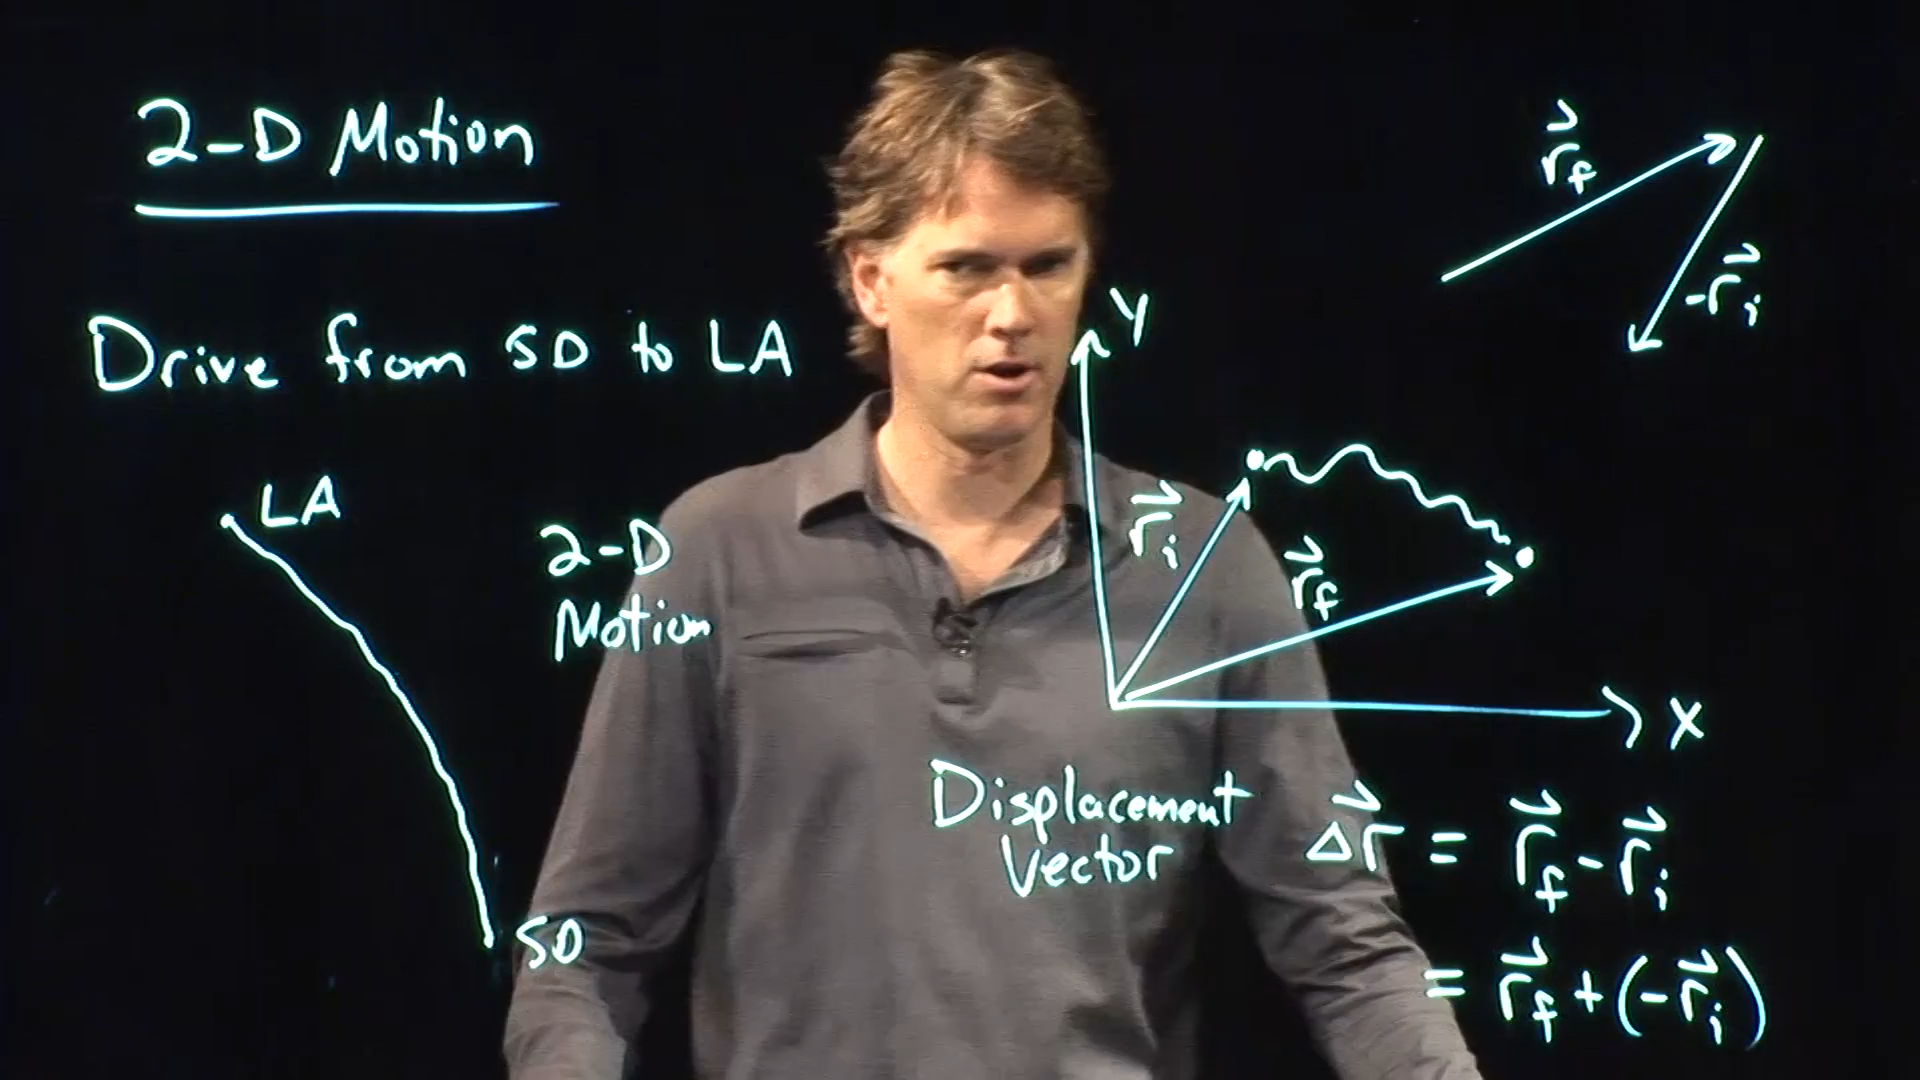 2-D Motion
Drive from SD to LA
LA
2-D
Motion
SD
Y
r⃗i
r⃗f
X
Displacement
Vector
Δr⃗ = r⃗f - r⃗i
= r⃗f + (-r⃗i)
r⃗f
-r⃗i